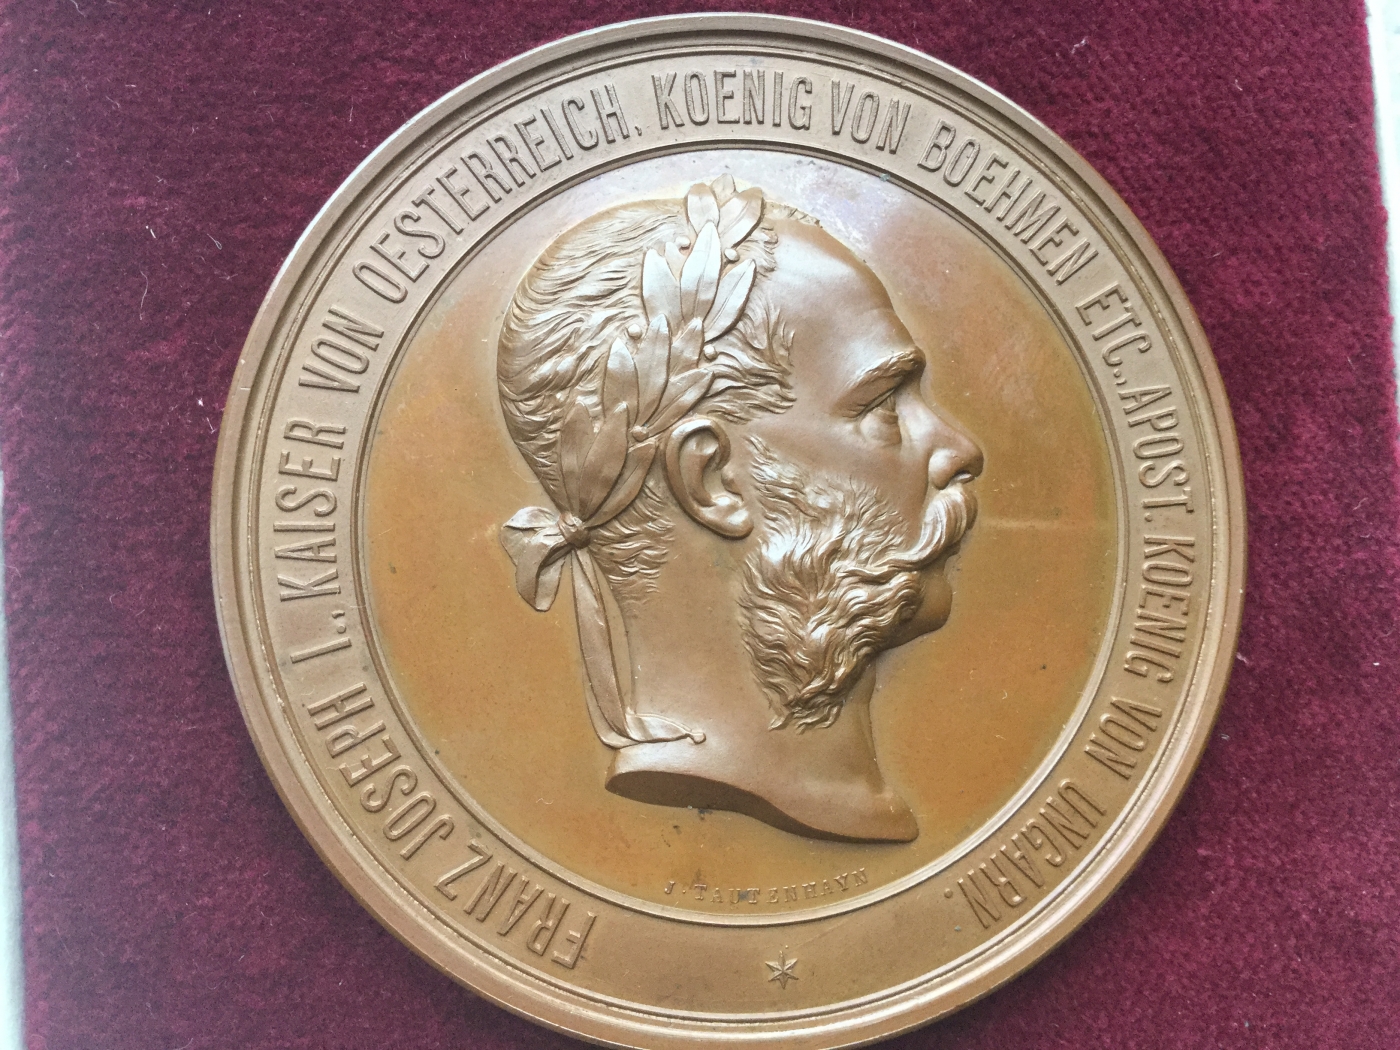 FRANZ JOSEPH I., KAISER VON OESTERREICH, KOENIG VON BOEHMEN ETC., APOST. KOENIG VON UNGARN.
J. TAUTENHAYN